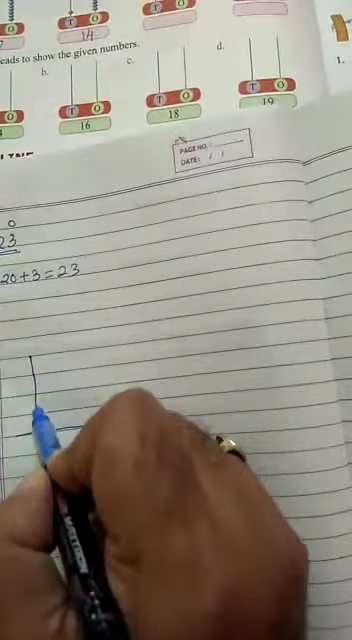 T O
T O
14
eads to show the given numbers.
b. c. d.
O T O T O T O
16 18 19
1.
PAGE NO.:
DATE: / /
O
23
20+3=23